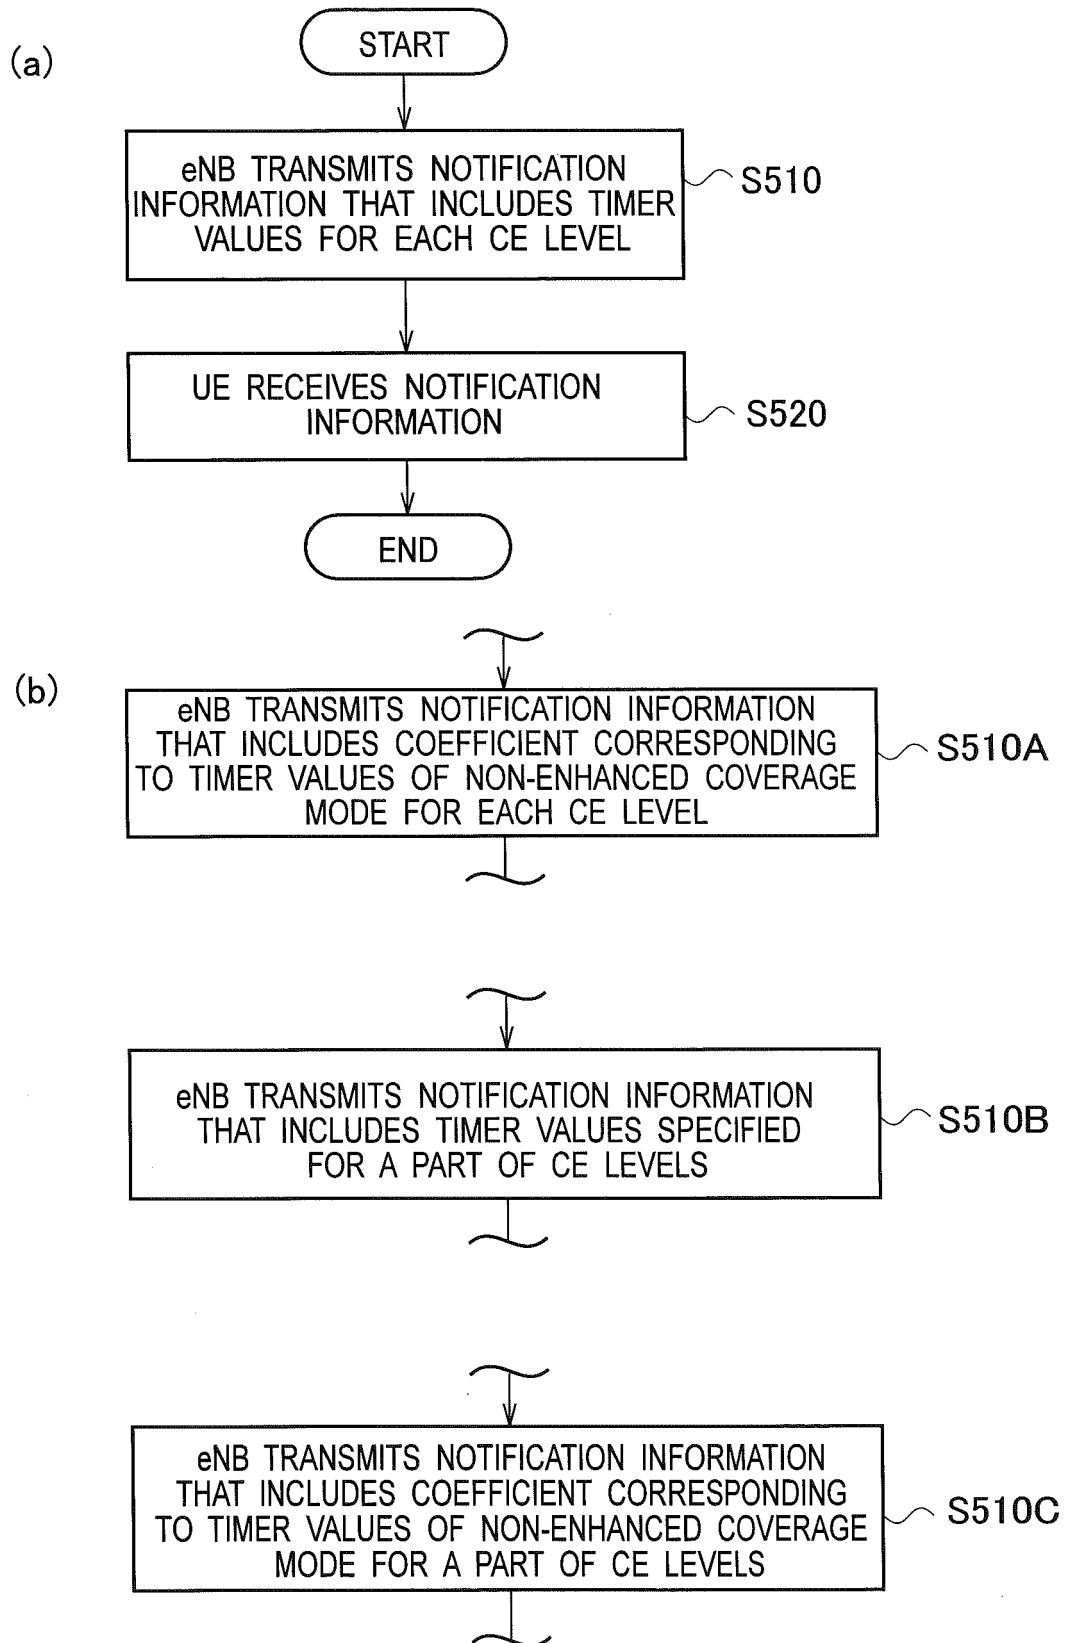 (a)
START
eNB TRANSMITS NOTIFICATION
INFORMATION THAT INCLUDES TIMER
VALUES FOR EACH CE LEVEL
S510
UE RECEIVES NOTIFICATION
INFORMATION
S520
END
(b)
eNB TRANSMITS NOTIFICATION INFORMATION
THAT INCLUDES COEFFICIENT CORRESPONDING
TO TIMER VALUES OF NON-ENHANCED COVERAGE
MODE FOR EACH CE LEVEL
S510A
eNB TRANSMITS NOTIFICATION INFORMATION
THAT INCLUDES TIMER VALUES SPECIFIED
FOR A PART OF CE LEVELS
S510B
eNB TRANSMITS NOTIFICATION INFORMATION
THAT INCLUDES COEFFICIENT CORRESPONDING
TO TIMER VALUES OF NON-ENHANCED COVERAGE
MODE FOR A PART OF CE LEVELS
S510C